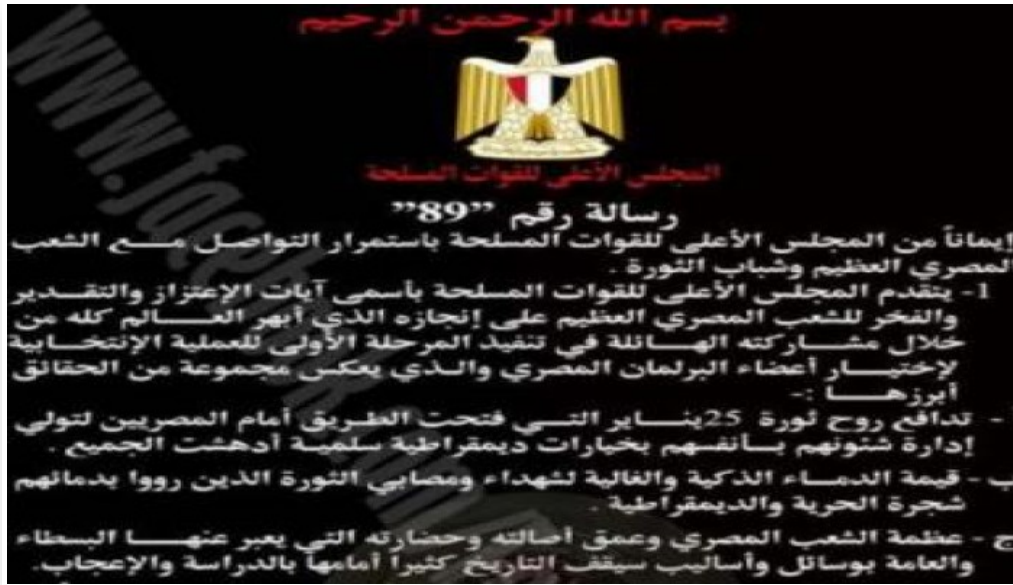 بسم الله الرحمن الرحيم
المجلس الأعلى للقوات المسلحة
رسالة رقم "89"
إيماناً من المجلس الأعلى للقوات المسلحة باستمرار التواصل مع الشعب
المصري العظيم وشباب الثورة .
1- يتقدم المجلس الأعلى للقوات المسلحة بأسمى آيات الإعتزاز والتقدير
والفخر للشعب المصري العظيم على إنجازه الذي أبهر العالم كله من
خلال مشاركته الهائلة في تنفيذ المرحلة الأولى للعملية الإنتخابية
لإختيار أعضاء البرلمان المصري والذي يعكس مجموعة من الحقائق
أبرزها :-
- تدافع روح ثورة 25يناير التي فتحت الطريق أمام المصريين لتولي
إدارة شئونهم بأنفسهم بخيارات ديمقراطية سلمية أدهشت الجميع .
ب - قيمة الدماء الذكية والغالية لشهداء ومصابي الثورة الذين رووا بدمائهم
شجرة الحرية والديمقراطية .
ج - عظمة الشعب المصري وعمق أصالته وحضارته التي يعبر عنها البسطاء
والعامة بوسائل وأساليب سيقف التاريخ كثيرا أمامها بالدراسة والإعجاب.
www.facebook.com